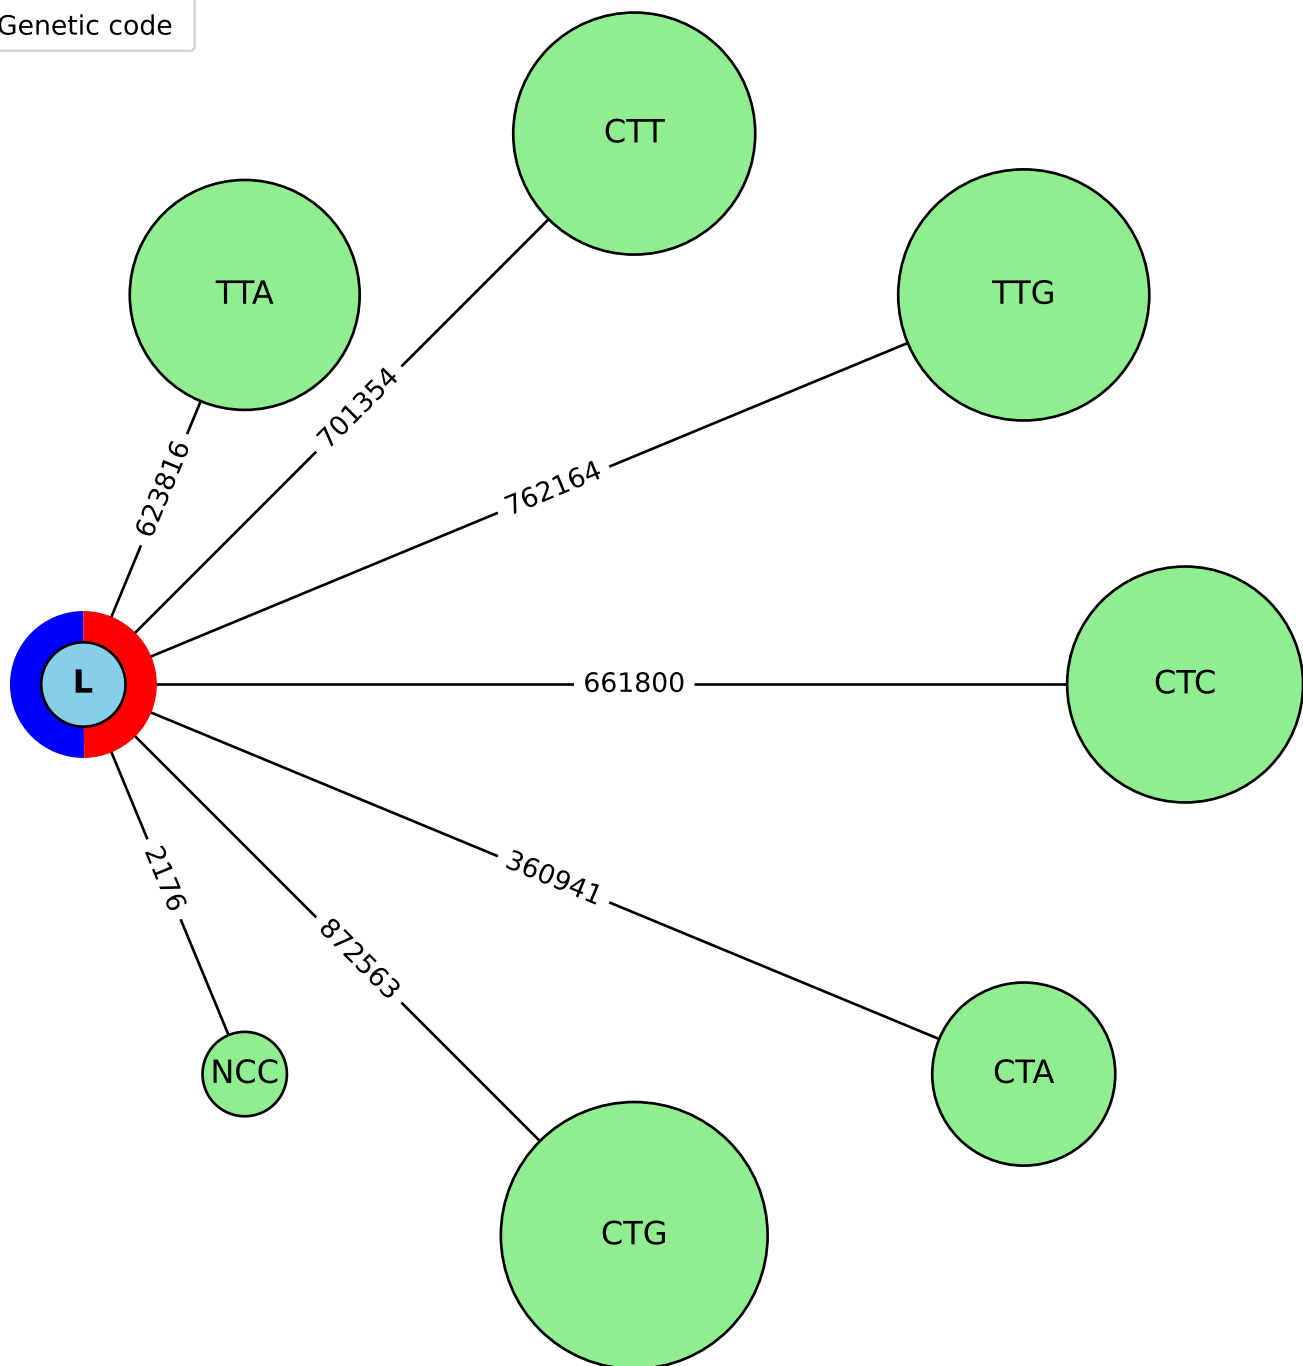 Genetic code
CTT
TTA
TTG
701354
623816
762164
L
661800
CTC
2176
360941
872563
NCC
CTA
CTG